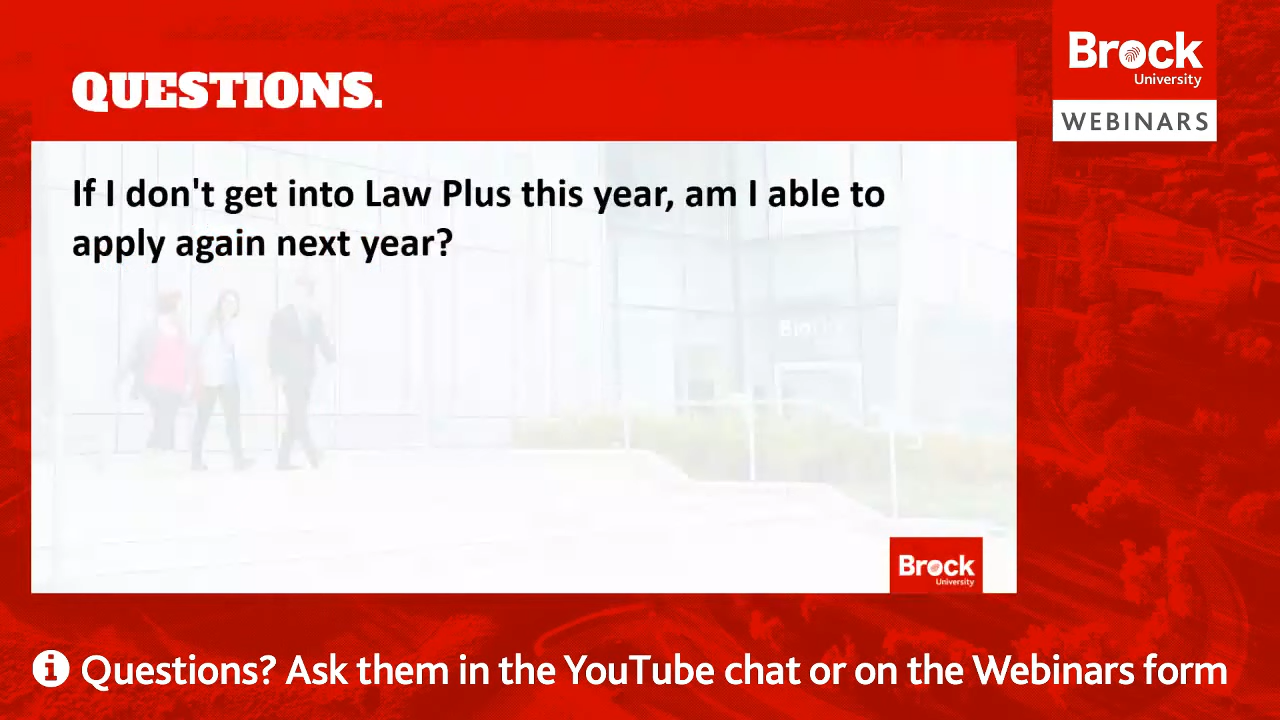 Brock
University
WEBINARS
QUESTIONS.
If I don't get into Law Plus this year, am I able to
apply again next year?
Brock
University
Questions? Ask them in the YouTube chat or on the Webinars form